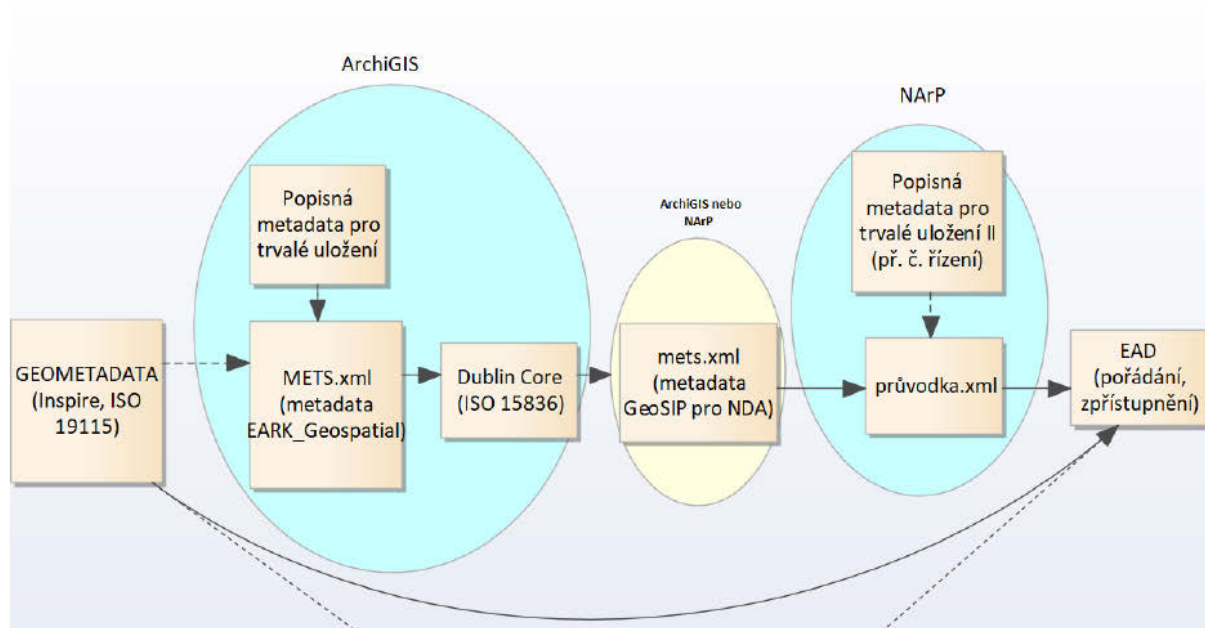 ArchiGIS
NArP
Popisná
metadata pro
trvalé uložení
ArchiGIS nebo
NArP
Popisná
metadata pro
trvalé uložení II
(př. č. řízení)
GEOMETADATA
(Inspire, ISO
19115)
METS.xml
(metadata
EARK_Geospatial)
Dublin Core
(ISO 15836)
mets.xml
(metadata
GeoSIP pro NDA)
průvodka.xml
EAD
(pořádání,
zpřístupnění)